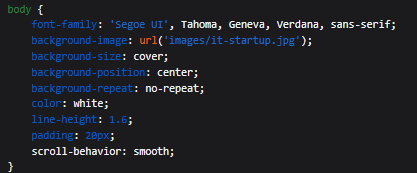 body {
    font-family: 'Segoe UI', Tahoma, Geneva, Verdana, sans-serif;
    background-image: url('images/it-startup.jpg');
    background-size: cover;
    background-position: center;
    background-repeat: no-repeat;
    color: white;
    line-height: 1.6;
    padding: 20px;
    scroll-behavior: smooth;
}